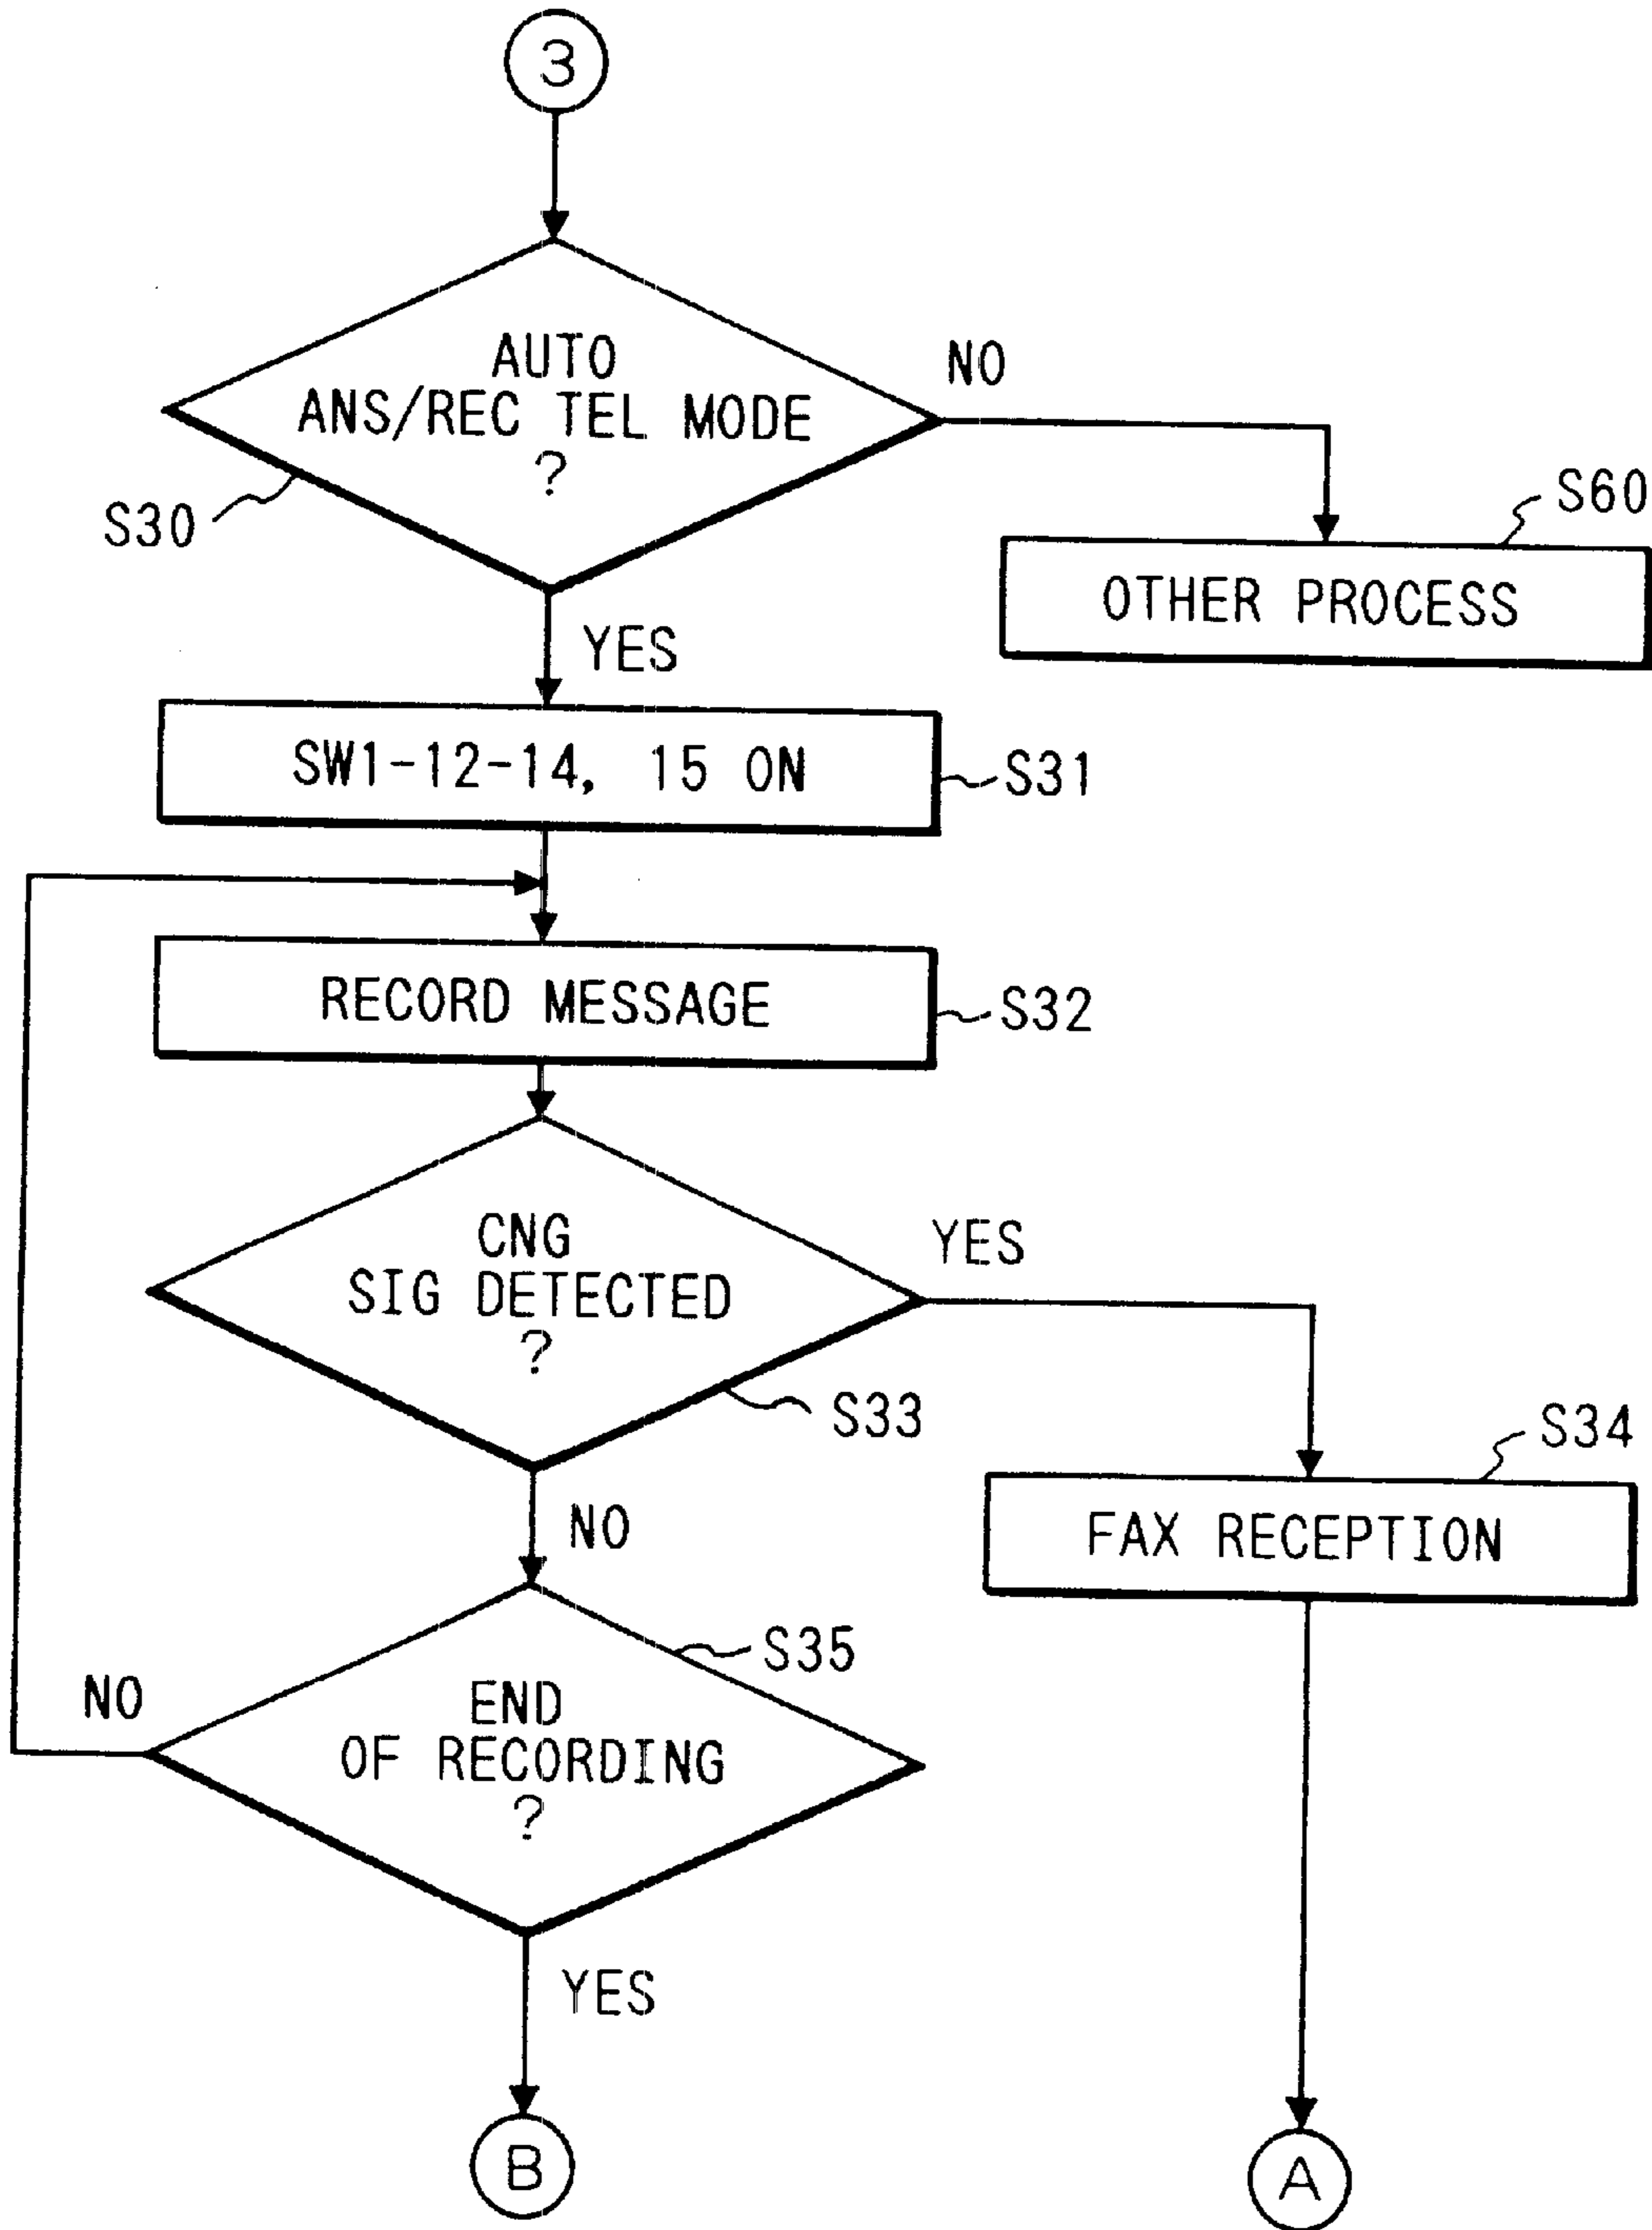 3
AUTO
ANS/REC TEL MODE
?
NO
S30
S60
OTHER PROCESS
YES
SW1-12-14, 15 ON
S31
RECORD MESSAGE
S32
CNG
SIG DETECTED
?
YES
S33
S34
FAX RECEPTION
NO
S35
END
OF RECORDING
?
NO
YES
B
A